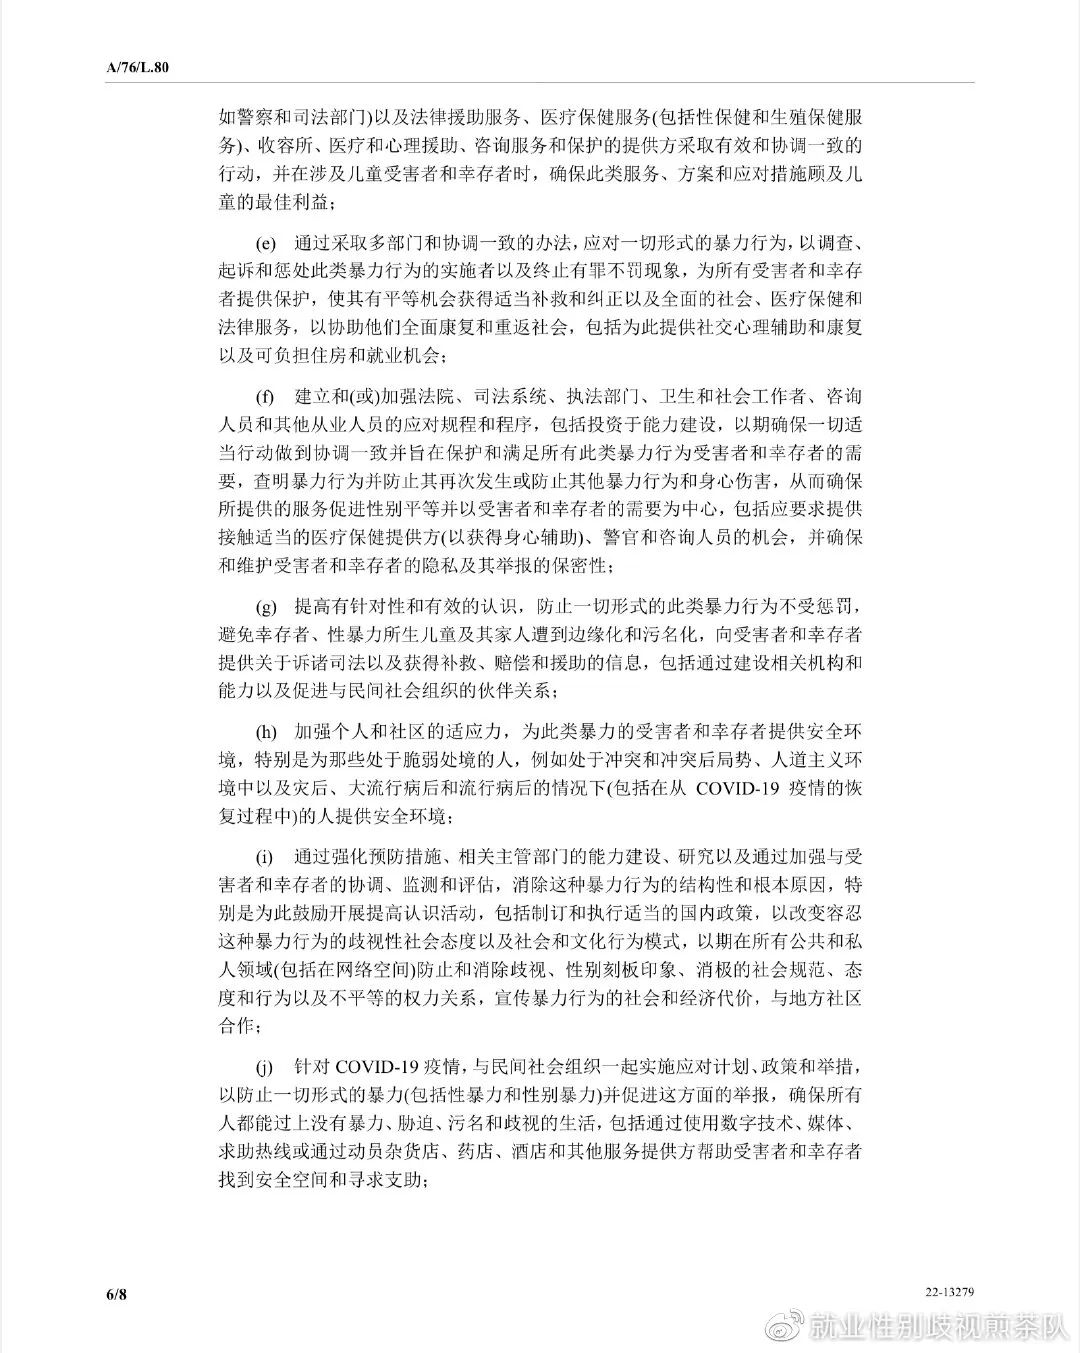 A/76/L.80
如警察和司法部门)以及法律援助服务、医疗保健服务(包括性保健和生殖保健服
务)、收容所、医疗和心理援助、咨询服务和保护的提供方采取有效和协调一致的
行动，并在涉及儿童受害者和幸存者时，确保此类服务、方案和应对措施顾及儿
童的最佳利益；
(e) 通过采取多部门和协调一致的办法，应对一切形式的暴力行为，以调查、
起诉和惩处此类暴力行为的实施者以及终止有罪不罚现象，为所有受害者和幸存
者提供保护，使其有平等机会获得适当补救和纠正以及全面的社会、医疗保健和
法律服务，以协助他们全面康复和重返社会，包括为此提供社交心理辅助和康复
以及可负担住房和就业机会；
(f) 建立和(或)加强法院、司法系统、执法部门、卫生和社会工作者、咨询
人员和其他从业人员的应对规程和程序，包括投资于能力建设，以期确保一切适
当行动做到协调一致并旨在保护和满足所有此类暴力行为受害者和幸存者的需
要，查明暴力行为并防止其再次发生或防止其他暴力行为和身心伤害，从而确保
所提供的服务促进性别平等并以受害者和幸存者的需要为中心，包括应要求提供
接触适当的医疗保健提供方(以获得身心辅助)、警官和咨询人员的机会，并确保
和维护受害者和幸存者的隐私及其举报的保密性；
(g) 提高有针对性和有效的认识，防止一切形式的此类暴力行为不受惩罚，
避免幸存者、性暴力所生儿童及其家人遭到边缘化和污名化，向受害者和幸存者
提供关于诉诸司法以及获得补救、赔偿和援助的信息，包括通过建设相关机构和
能力以及促进与民间社会组织的伙伴关系；
(h) 加强个人和社区的适应力，为此类暴力的受害者和幸存者提供安全环
境，特别是为那些处于脆弱处境的人，例如处于冲突和冲突后局势、人道主义环
境中以及灾后、大流行病后和流行病后的情况下(包括在从 COVID-19 疫情的恢
复过程中)的人提供安全环境；
(i) 通过强化预防措施、相关主管部门的能力建设、研究以及通过加强与受
害者和幸存者的协调、监测和评估，消除这种暴力行为的结构性和根本原因，特
别是为此鼓励开展提高认识活动，包括制订和执行适当的国内政策，以改变容忍
这种暴力行为的歧视性社会态度以及社会和文化行为模式，以期在所有公共和私
人领域(包括在网络空间)防止和消除歧视、性别刻板印象、消极的社会规范、态
度和行为以及不平等的权力关系，宣传暴力行为的社会和经济代价，与地方社区
合作；
(j) 针对 COVID-19 疫情，与民间社会组织一起实施应对计划、政策和举措，
以防止一切形式的暴力(包括性暴力和性别暴力)并促进这方面的举报，确保所有
人都能过上没有暴力、胁迫、污名和歧视的生活，包括通过使用数字技术、媒体、
求助热线或通过动员杂货店、药店、酒店和其他服务提供方帮助受害者和幸存者
找到安全空间和寻求支助；
6/8
22-13279
就业性别歧视煎茶队